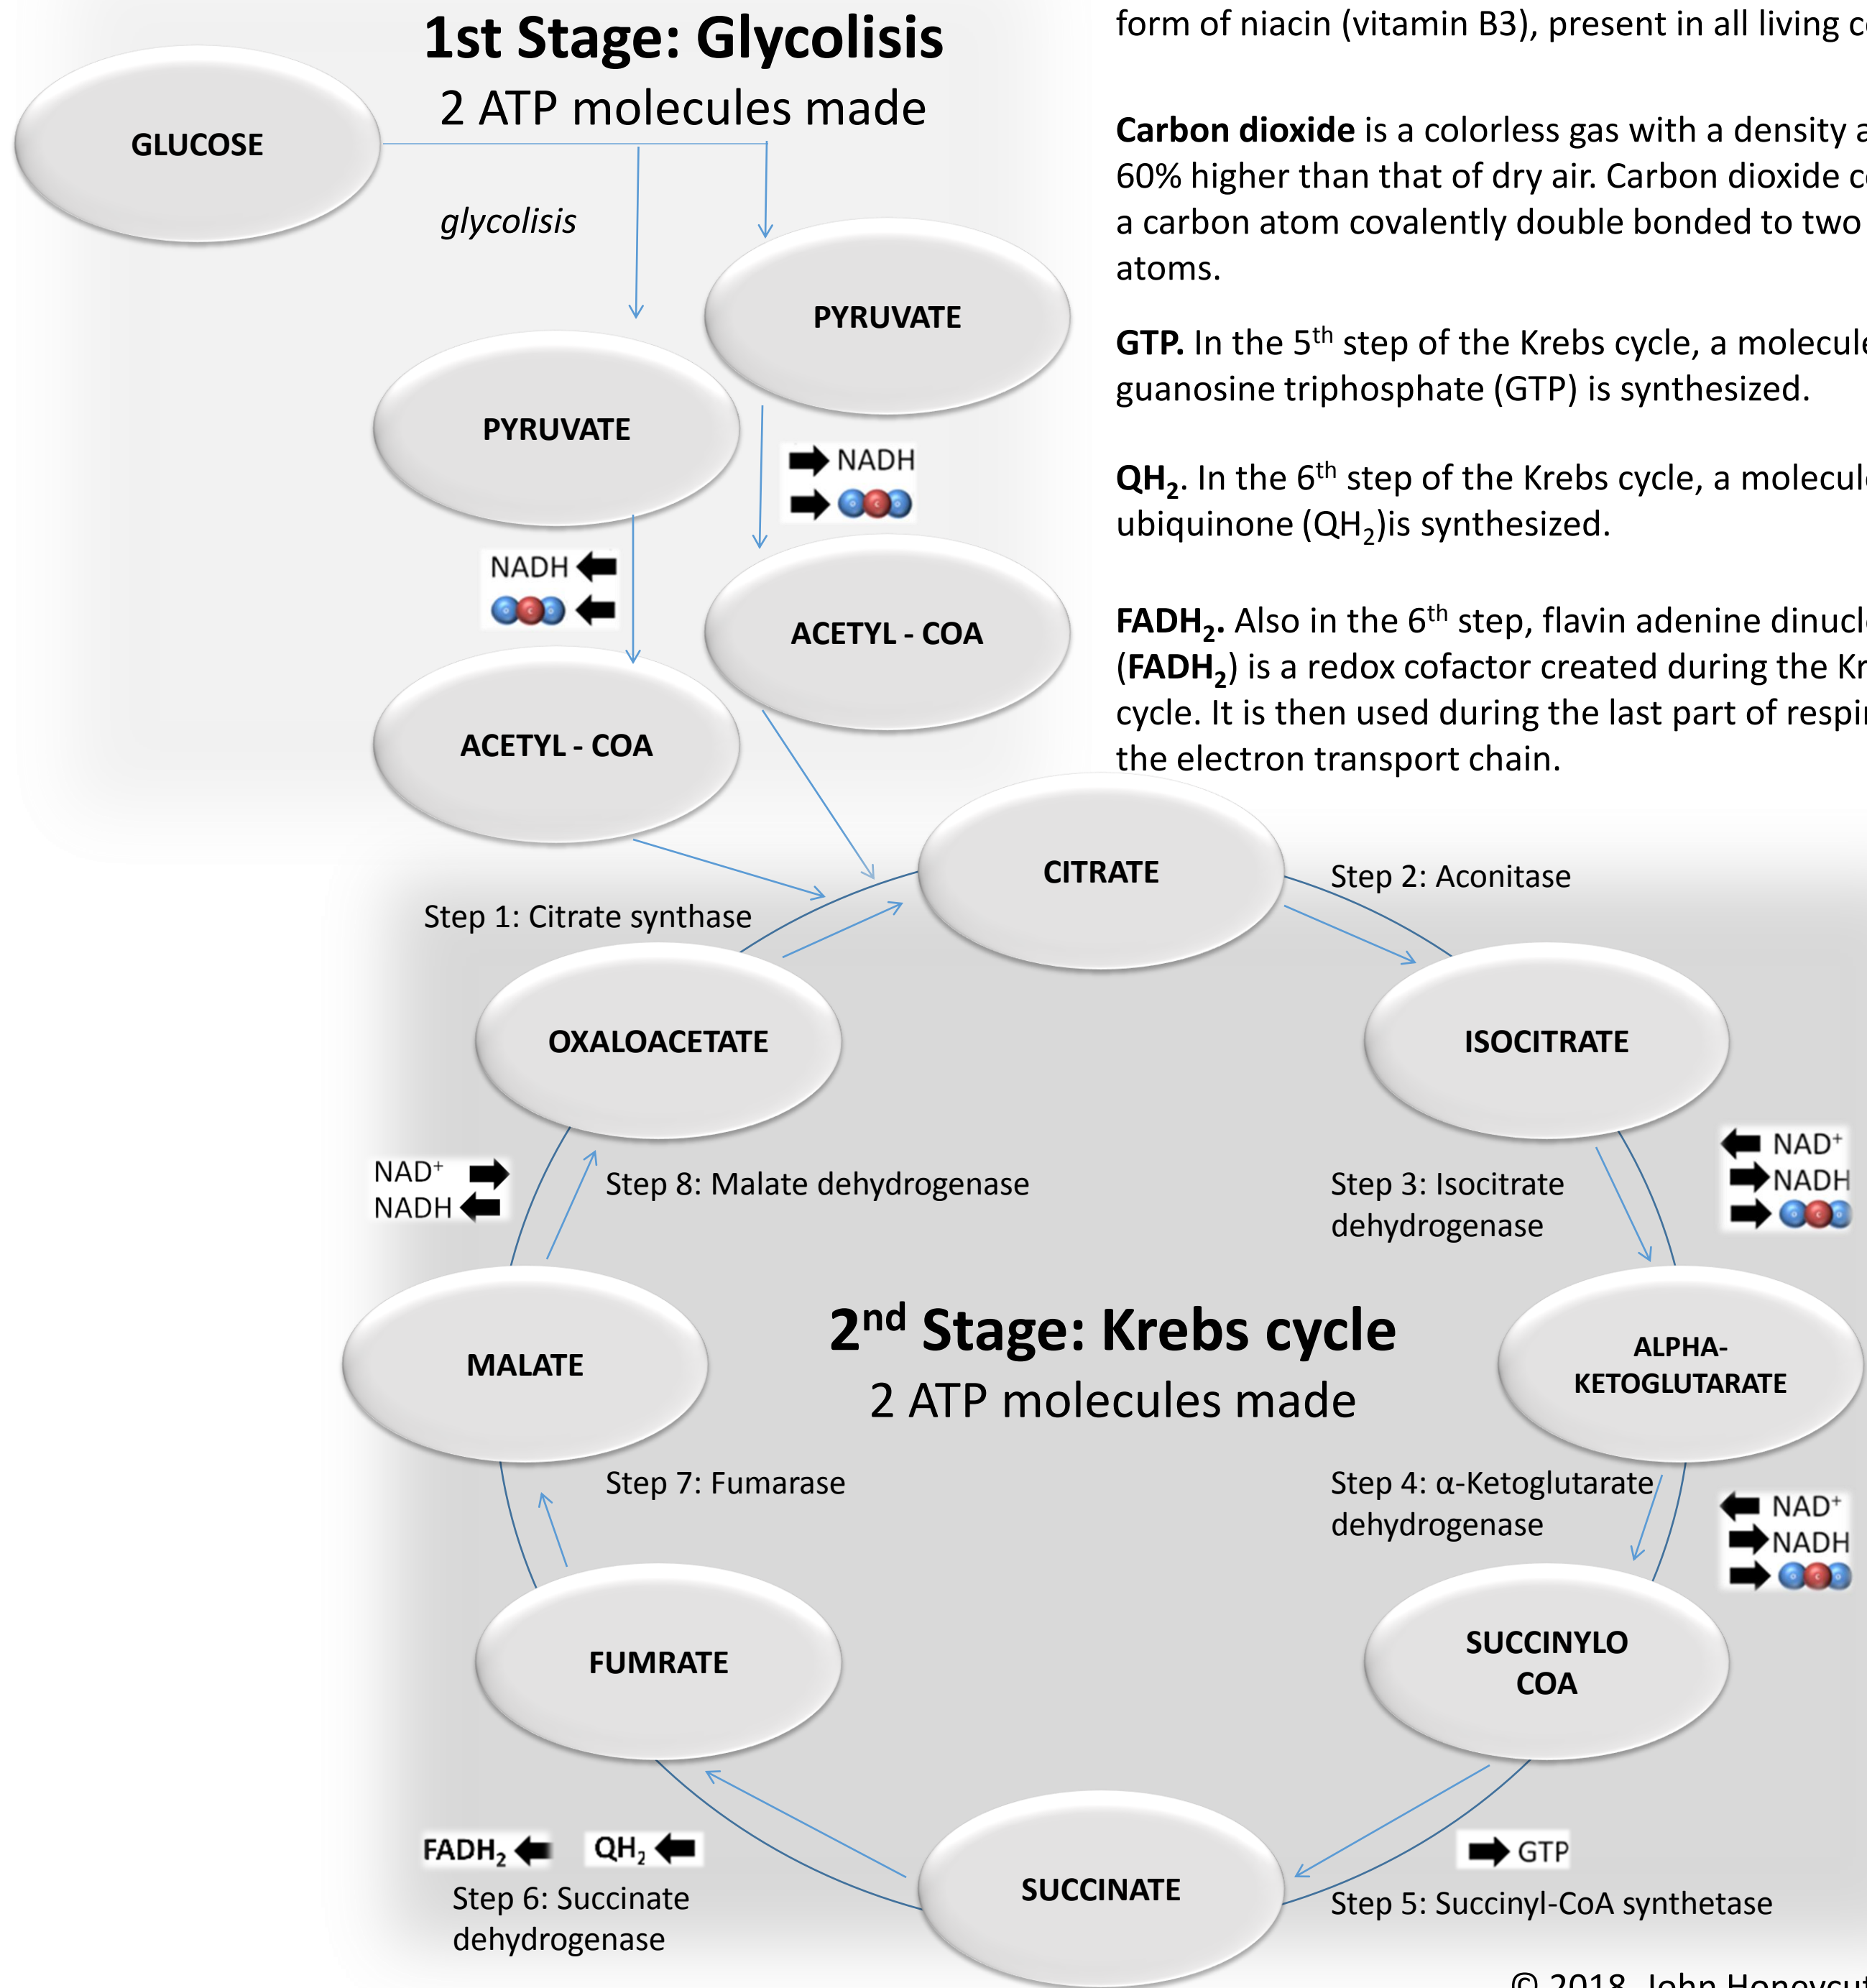 1st Stage: Glycolisis
2 ATP molecules made
GLUCOSE
glycolisis
PYRUVATE
PYRUVATE
NADH
O C O
NADH
O C O
ACETYL - COA
ACETYL - COA
form of niacin (vitamin B3), present in all living
Carbon dioxide is a colorless gas with a density
60% higher than that of dry air. Carbon dioxide
a carbon atom covalently double bonded to two
atoms.
GTP. In the 5th step of the Krebs cycle, a molecule
guanosine triphosphate (GTP) is synthesized.
QH2. In the 6th step of the Krebs cycle, a
ubiquinone (QH2)is synthesized.
FADH2. Also in the 6th step, flavin adenine
(FADH2) is a redox cofactor created during the
cycle. It is then used during the last part of
the electron transport chain.
CITRATE
Step 1: Citrate synthase
Step 2: Aconitase
OXALOACETATE
ISOCITRATE
NAD+
NADH
Step 8: Malate dehydrogenase
Step 3: Isocitrate
dehydrogenase
NAD+
NADH
O C O
2nd Stage: Krebs cycle
2 ATP molecules made
MALATE
ALPHA-
KETOGLUTARATE
Step 7: Fumarase
Step 4: α-Ketoglutarate
dehydrogenase
NAD+
NADH
O C O
FUMRATE
SUCCINYLO
COA
FADH2
QH2
Step 6: Succinate
dehydrogenase
SUCCINATE
GTP
Step 5: Succinyl-CoA synthetase
© 2018, John